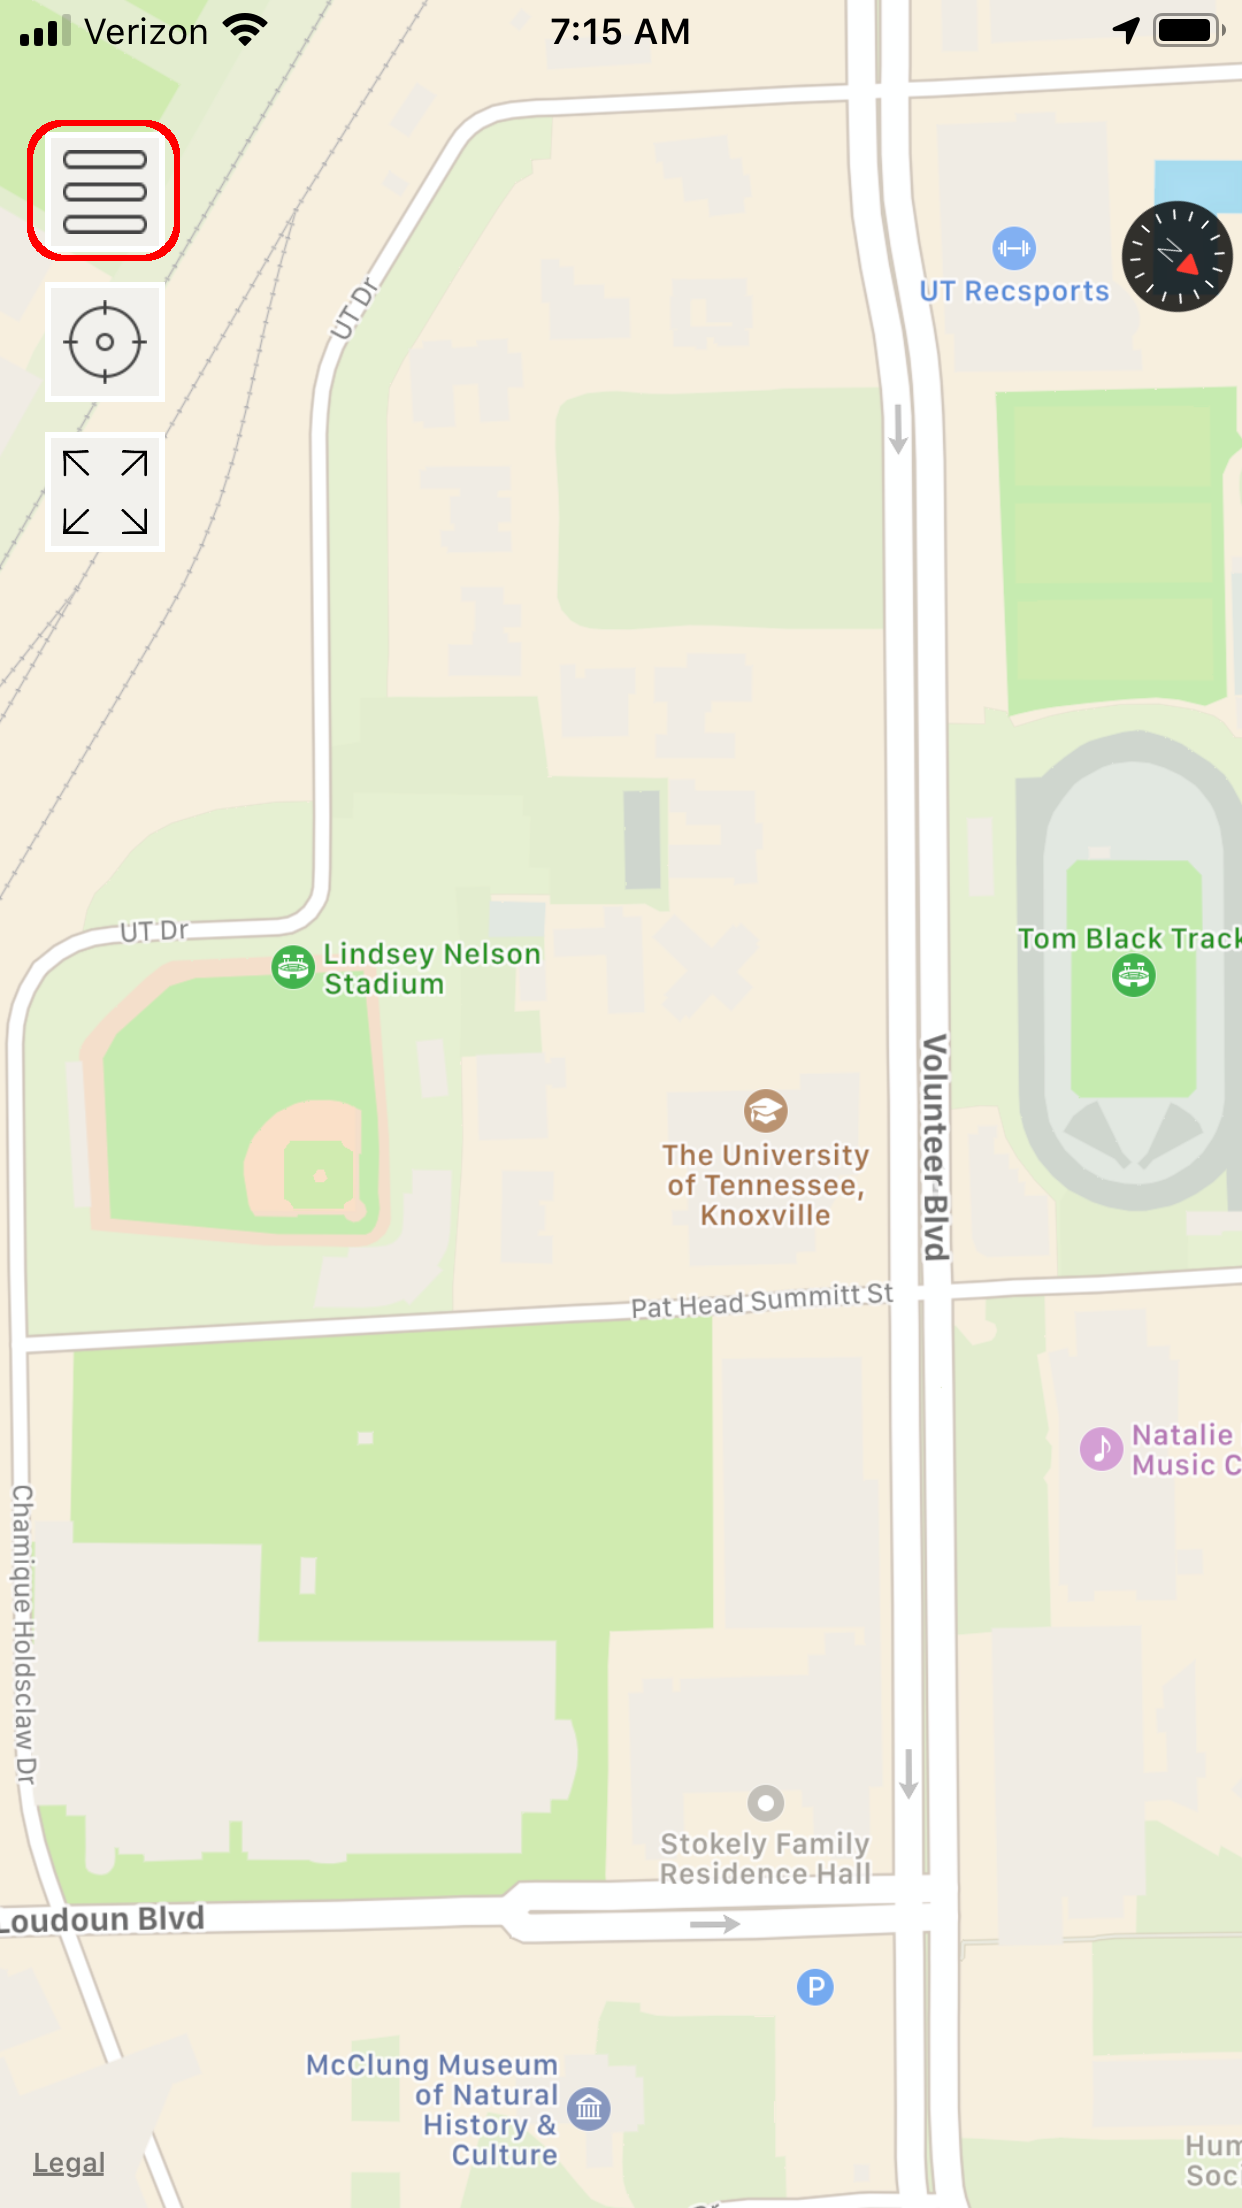 Verizon
7:15 AM
N
UT Recsports
UT Dr
UT Dr
Lindsey Nelson
Stadium
Tom Black Track
Volunteer Blvd
The University
of Tennessee,
Knoxville
Pat Head Summitt St
Natalie
Music C
Chamique Holdsclaw Dr
Stokely Family
Residence Hall
Loudoun Blvd
P
McClung Museum
of Natural
History &
Culture
Legal
Hum
Soci